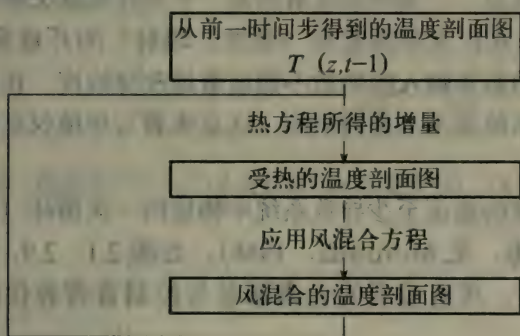 从前一时间步得到的温度剖面图
T (z,t−1)
热方程所得的增量
受热的温度剖面图
应用风混合方程
风混合的温度剖面图